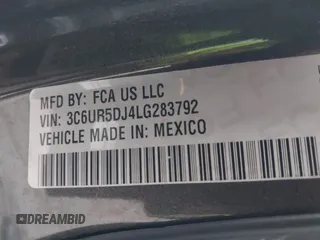 MFD BY: FCA US LLC
VIN: 3C6UR5DJ4LG283792
VEHICLE MADE IN: MEXICO
DREAMBID